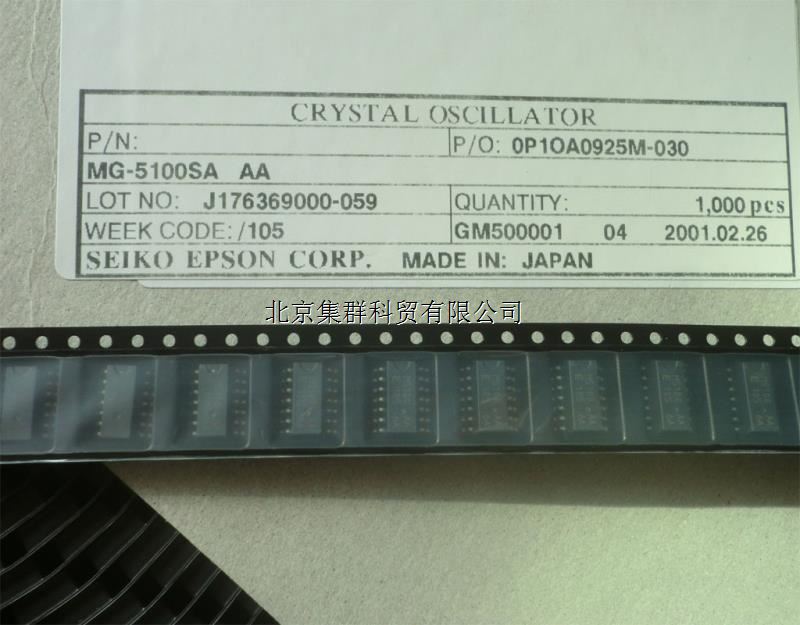 CRYSTAL OSCILLATOR
P/N: P/O: 0P1OA0925M-030
MG-5100SA AA
LOT NO: J176369000-059 QUANTITY: 1,000 pcs
WEEK CODE: /105 GM500001 04 2001.02.26
SEIKO EPSON CORP. MADE IN: JAPAN
北京集群科贸有限公司